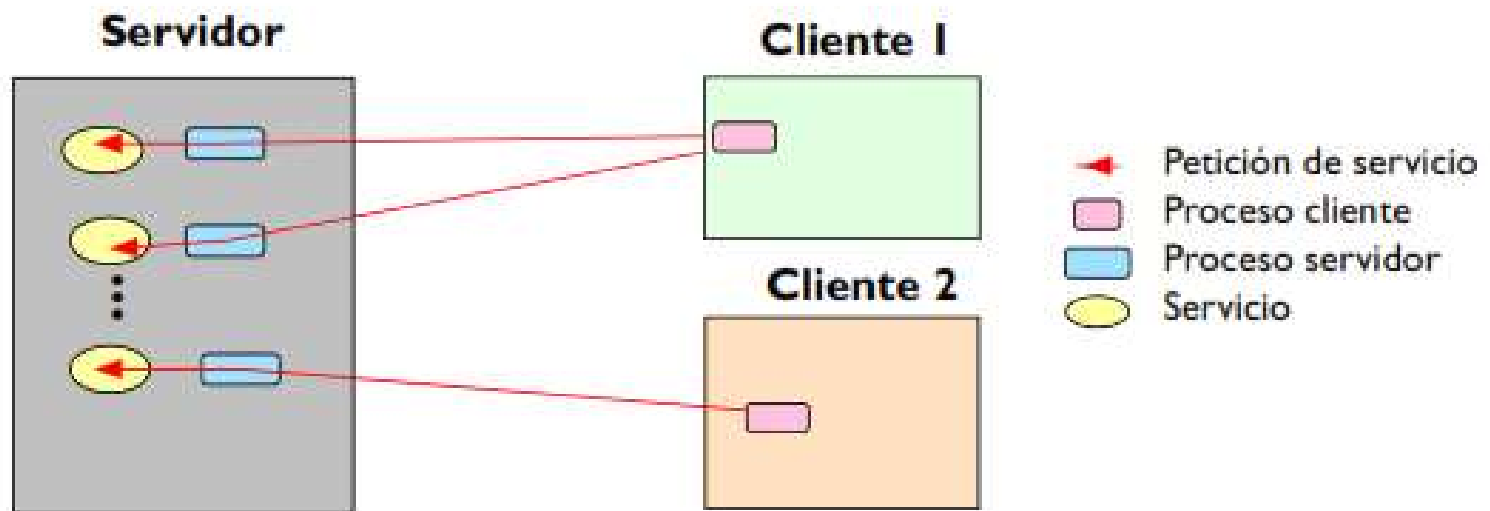 Servidor
Cliente 1
Petición de servicio
Proceso cliente
Proceso servidor
Servicio
Cliente 2